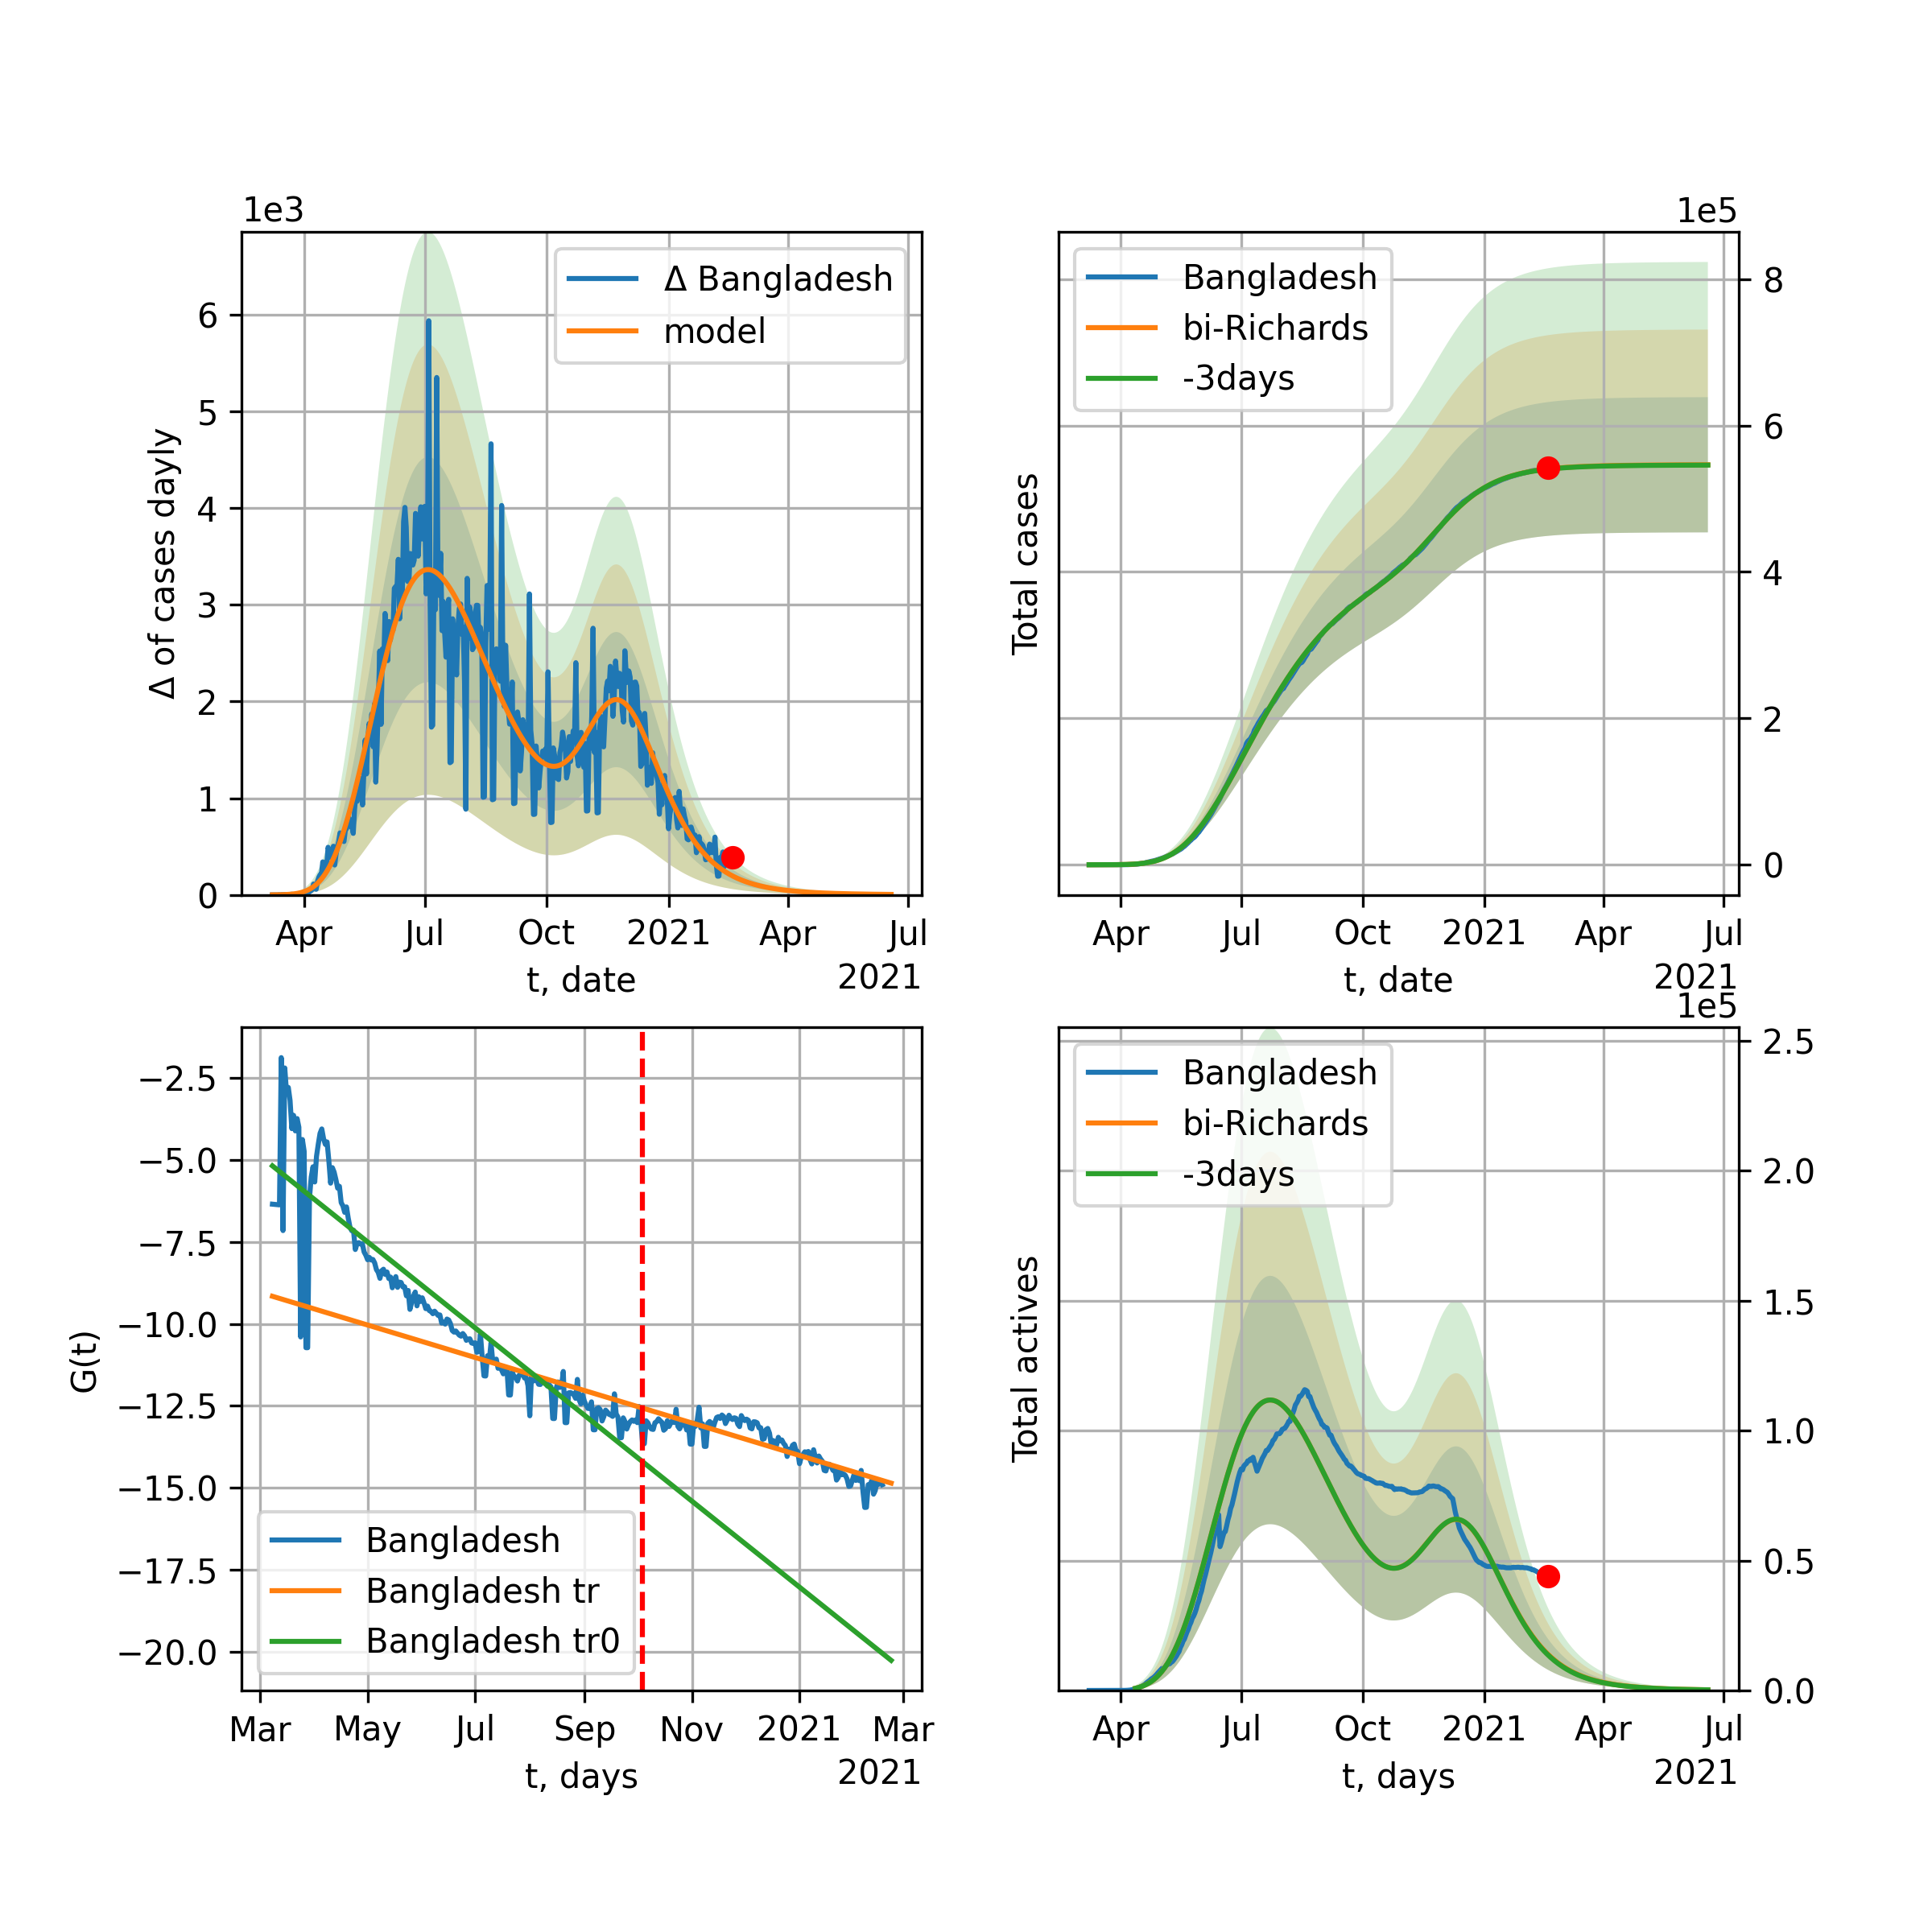 1e3
Δ of cases dayly
6
5
4
3
2
1
0
Δ Bangladesh
model
Apr Jul Oct 2021 Apr Jul
t, date
2021
1e5
Total cases
8
6
4
2
0
Bangladesh
bi-Richards
-3days
Apr Jul Oct 2021 Apr Jul
t, date
2021
G(t)
−2.5
−5.0
−7.5
−10.0
−12.5
−15.0
−17.5
−20.0
Bangladesh
Bangladesh tr
Bangladesh tr0
Mar May Jul Sep Nov 2021 Mar
t, days
2021
1e5
Total actives
2.5
2.0
1.5
1.0
0.5
0.0
Bangladesh
bi-Richards
-3days
Apr Jul Oct 2021 Apr Jul
t, days
2021